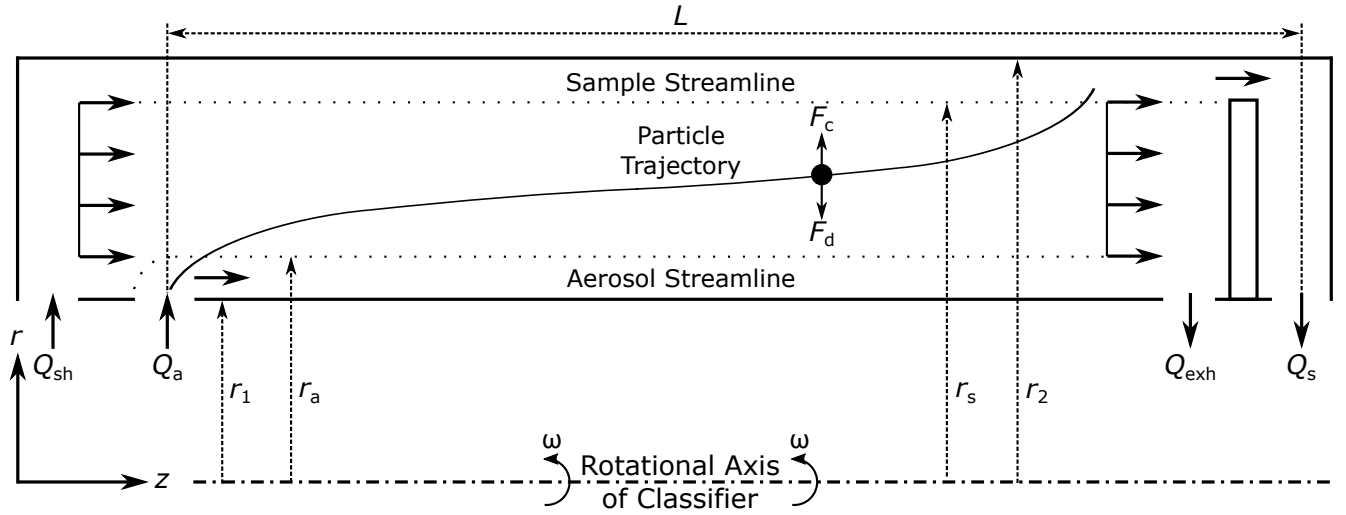 L
Sample Streamline
F_c
Particle
Trajectory
F_d
Aerosol Streamline
r
Q_sh
Q_a
r_1
r_a
r_s
r_2
Q_exh
Q_s
ω
ω
z
Rotational Axis
of Classifier